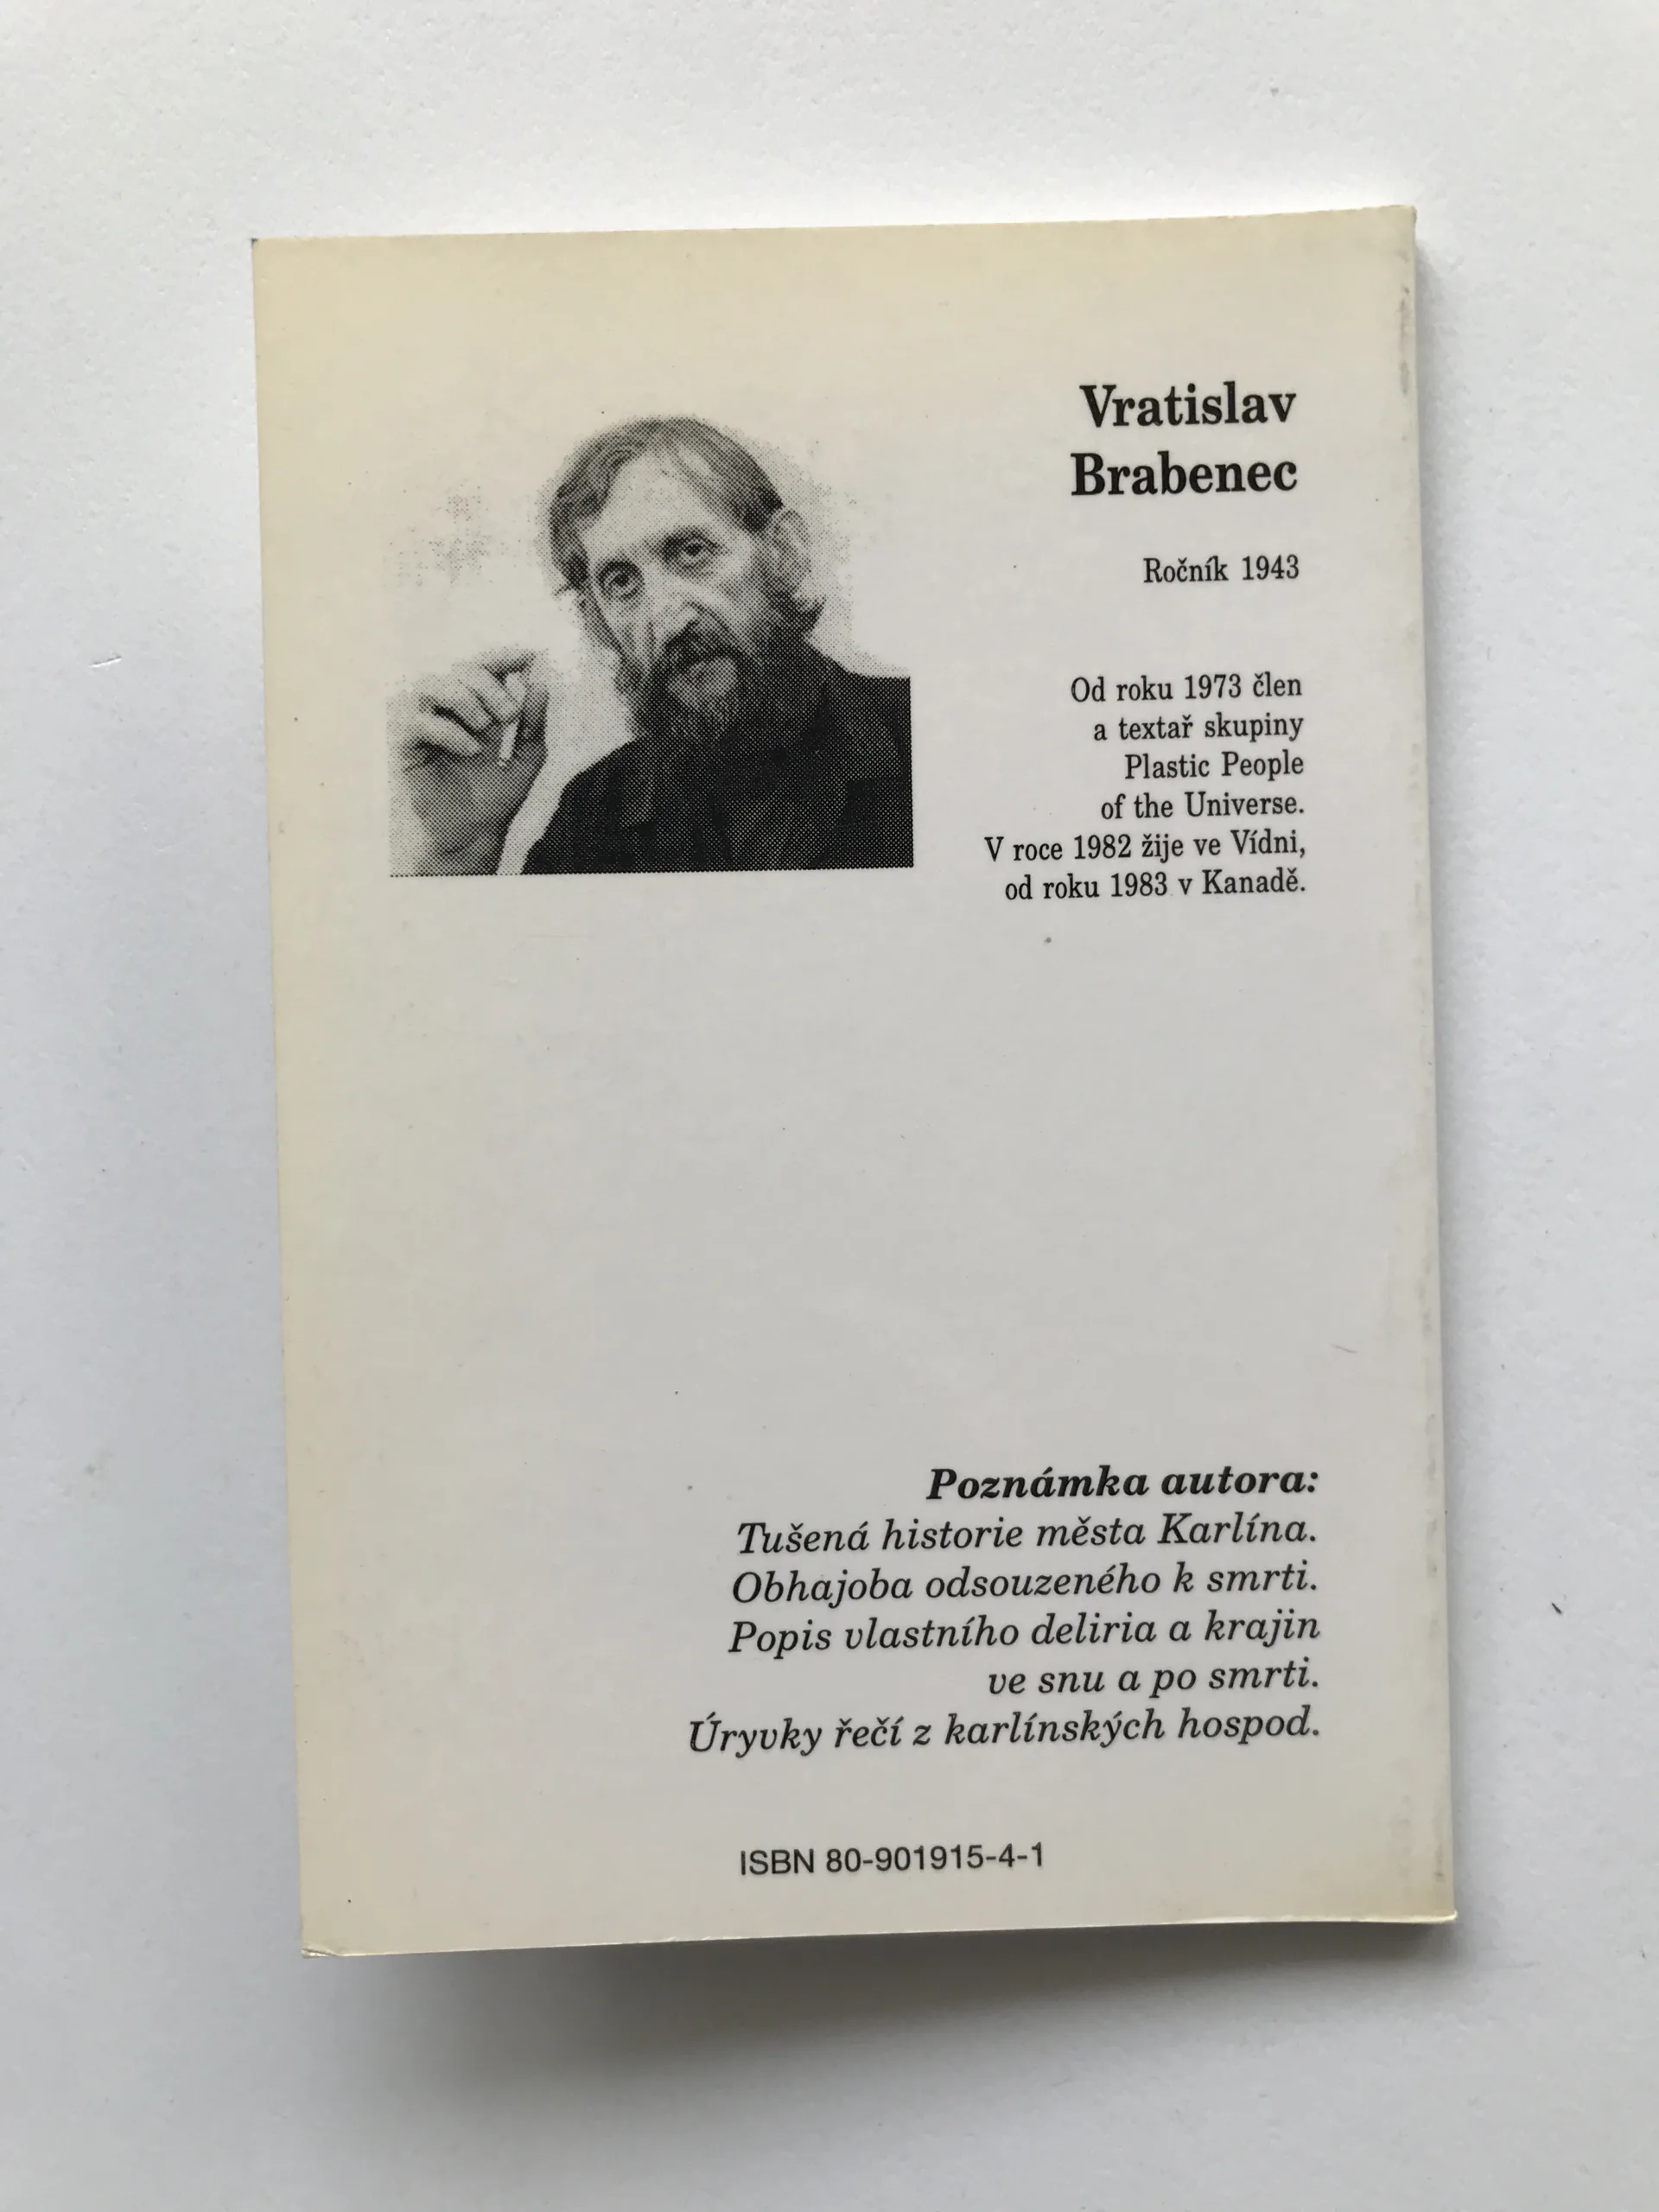 Vratislav
Brabenec
Ročník 1943
Od roku 1973 člen
a textař skupiny
Plastic People
of the Universe.
V roce 1982 žije ve Vídni,
od roku 1983 v Kanadě.
Poznámka autora:
Tušená historie města Karlína.
Obhajoba odsouzeného k smrti.
Popis vlastního deliria a krajin
ve snu a po smrti.
Úryvky řečí z karlínských hospod.
ISBN 80-901915-4-1